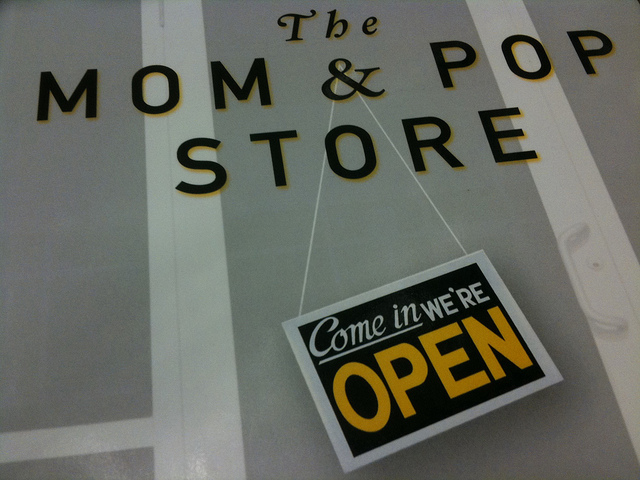 The
MOM & POP
STORE
Come in WE'RE
OPEN